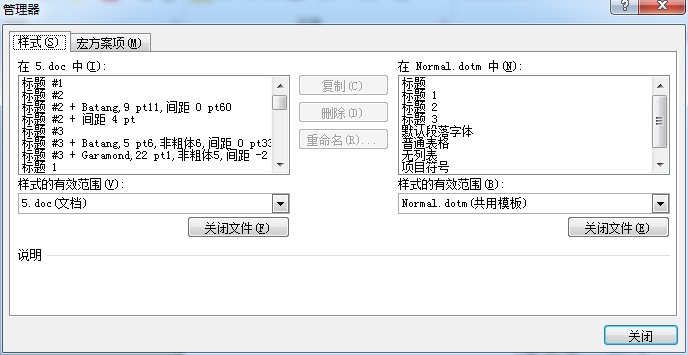 管理器
样式(S) 宏方案项(M)
在 5.doc 中(I):
标题 #1
标题 #2
标题 #2 + Batang,9 pt11,间距 0 pt60
标题 #2 + 间距 4 pt
标题 #3
标题 #3 + Batang,5 pt6,非粗体6,间距 0 pt33
标题 #3 + Garamond,22 pt1,非粗体5,间距 -2
标题 1
样式的有效范围(V):
5.doc(文档)
关闭文件(F)
复制(C)
删除(D)
重命名(R)...
在 Normal.dotm 中(N):
标题
标题 1
标题 2
标题 3
默认段落字体
普通表格
无列表
项目符号
样式的有效范围(B):
Normal.dotm(共用模板)
关闭文件(E)
说明
关闭